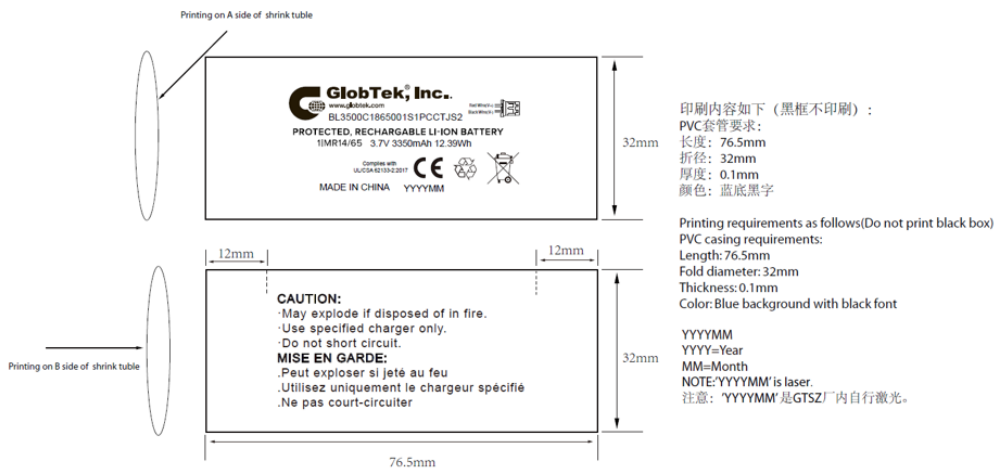 Printing on A side of shrink tuble
GlobTek, Inc.
www.globtek.com
BL3500C1865001S1PCCTJS2
PROTECTED, RECHARGABLE LI-ION BATTERY
1IMR14/65 3.7V 3350mAh 12.39Wh
Complies with
UL/CSA 62133-2:2017
MADE IN CHINA YYYYMM
32mm
印刷内容如下（黑框不印刷）：
PVC套管要求：
长度：76.5mm
折径：32mm
厚度：0.1mm
颜色：蓝底黑字
Printing requirements as follows(Do not print black box)
PVC casing requirements:
Length: 76.5mm
Fold diameter: 32mm
Thickness: 0.1mm
Color: Blue background with black font
YYYYMM
YYYY=Year
MM=Month
NOTE:'YYYYMM' is laser.
注意：'YYYYMM' 是GTSZ厂内自行激光。
Printing on B side of shrink tuble
12mm
12mm
CAUTION:
·May explode if disposed of in fire.
·Use specified charger only.
·Do not short circuit.
MISE EN GARDE:
.Peut exploser si jeté au feu
.Utilisez uniquement le chargeur spécifié
.Ne pas court-circuiter
32mm
76.5mm